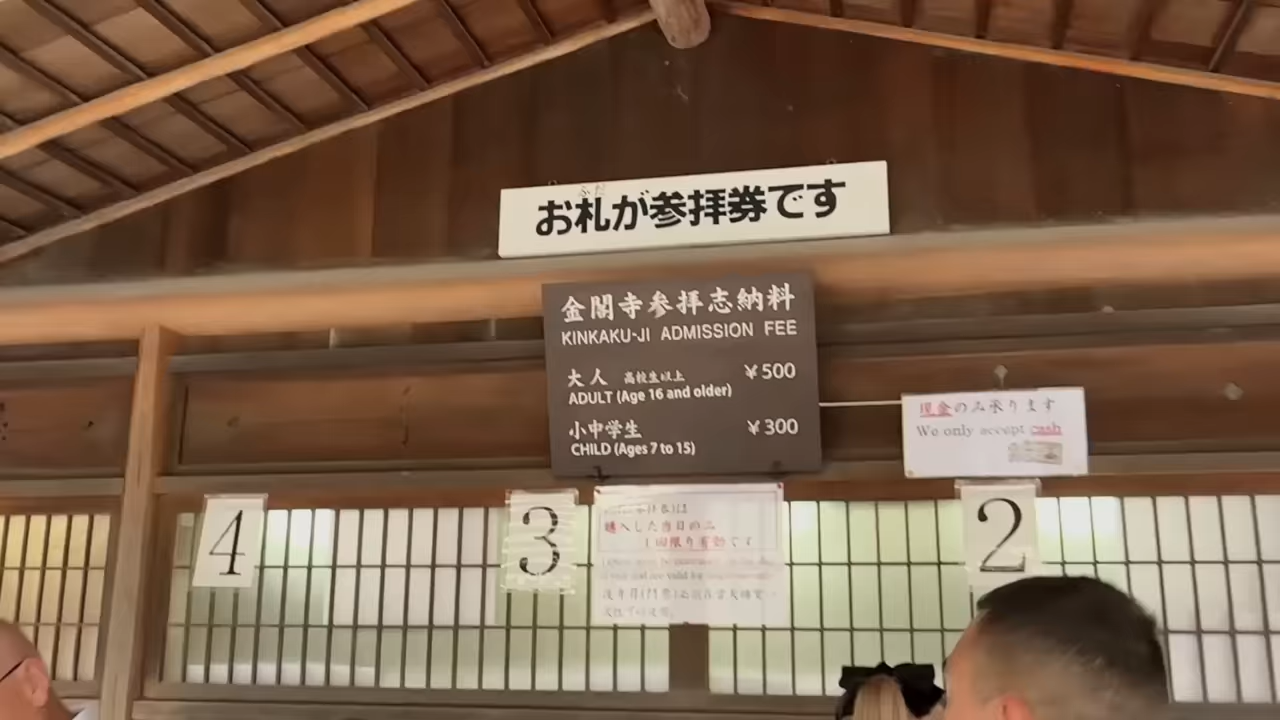 ふだ
お札が参拝券です
金閣寺参拝志納料
KINKAKU-JI ADMISSION FEE
大人 高校生以上 ¥500
ADULT (Age 16 and older)
小中学生 ¥300
CHILD (Ages 7 to 15)
現金のみ承ります
We only accept cash
4
3
2
購入した当日のみ
1回限り有効です